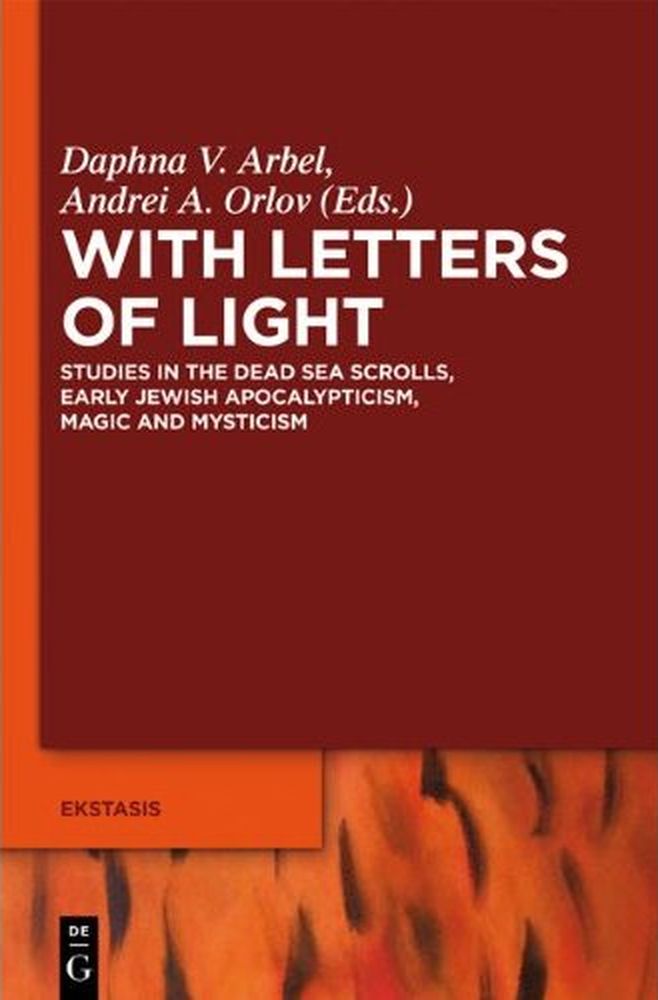 Daphna V. Arbel,
Andrei A. Orlov (Eds.)
WITH LETTERS
OF LIGHT
STUDIES IN THE DEAD SEA SCROLLS,
EARLY JEWISH APOCALYPTICISM,
MAGIC AND MYSTICISM
EKSTASIS
DE
G